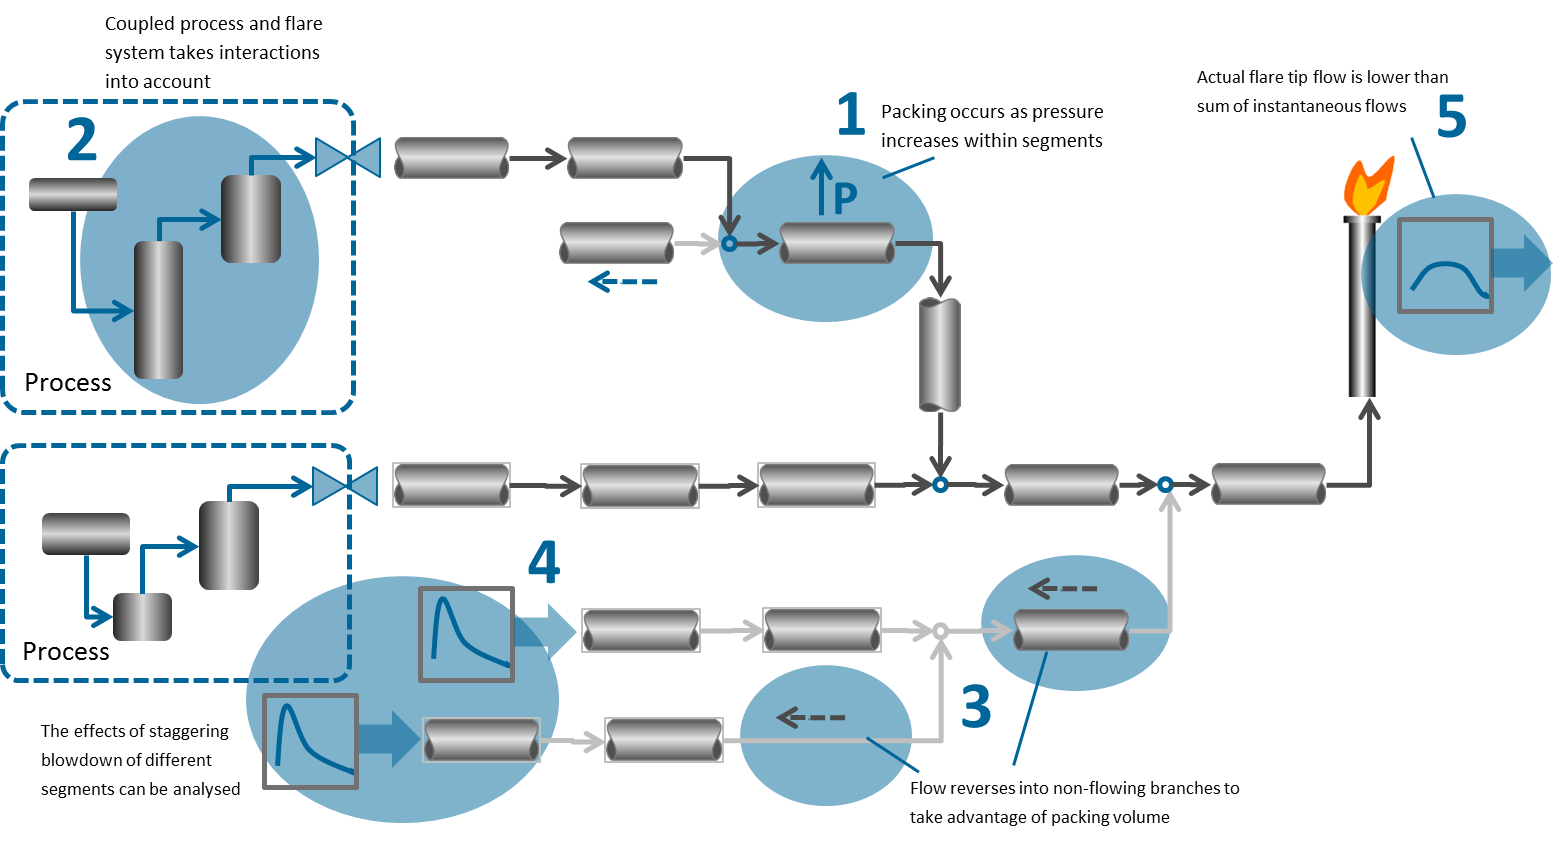 Coupled process and flare
system takes interactions
into account
2
Process
1
Packing occurs as pressure
increases within segments
P
Actual flare tip flow is lower than
sum of instantaneous flows
5
Process
4
The effects of staggering
blowdown of different
segments can be analysed
3
Flow reverses into non-flowing branches to
take advantage of packing volume